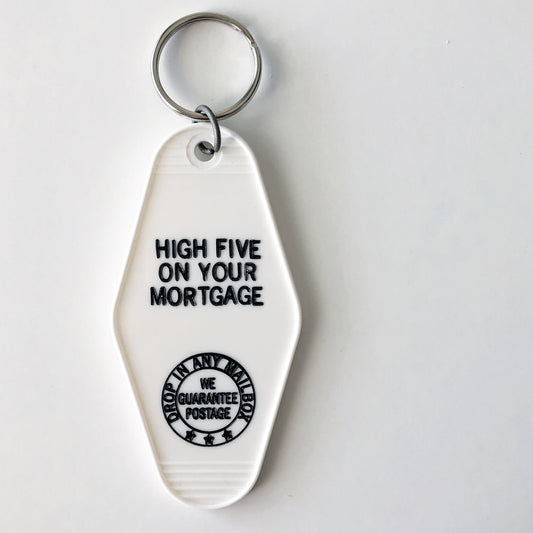 HIGH FIVE
ON YOUR
MORTGAGE
DROP IN ANY MAILBOX
WE
GUARANTEE
POSTAGE